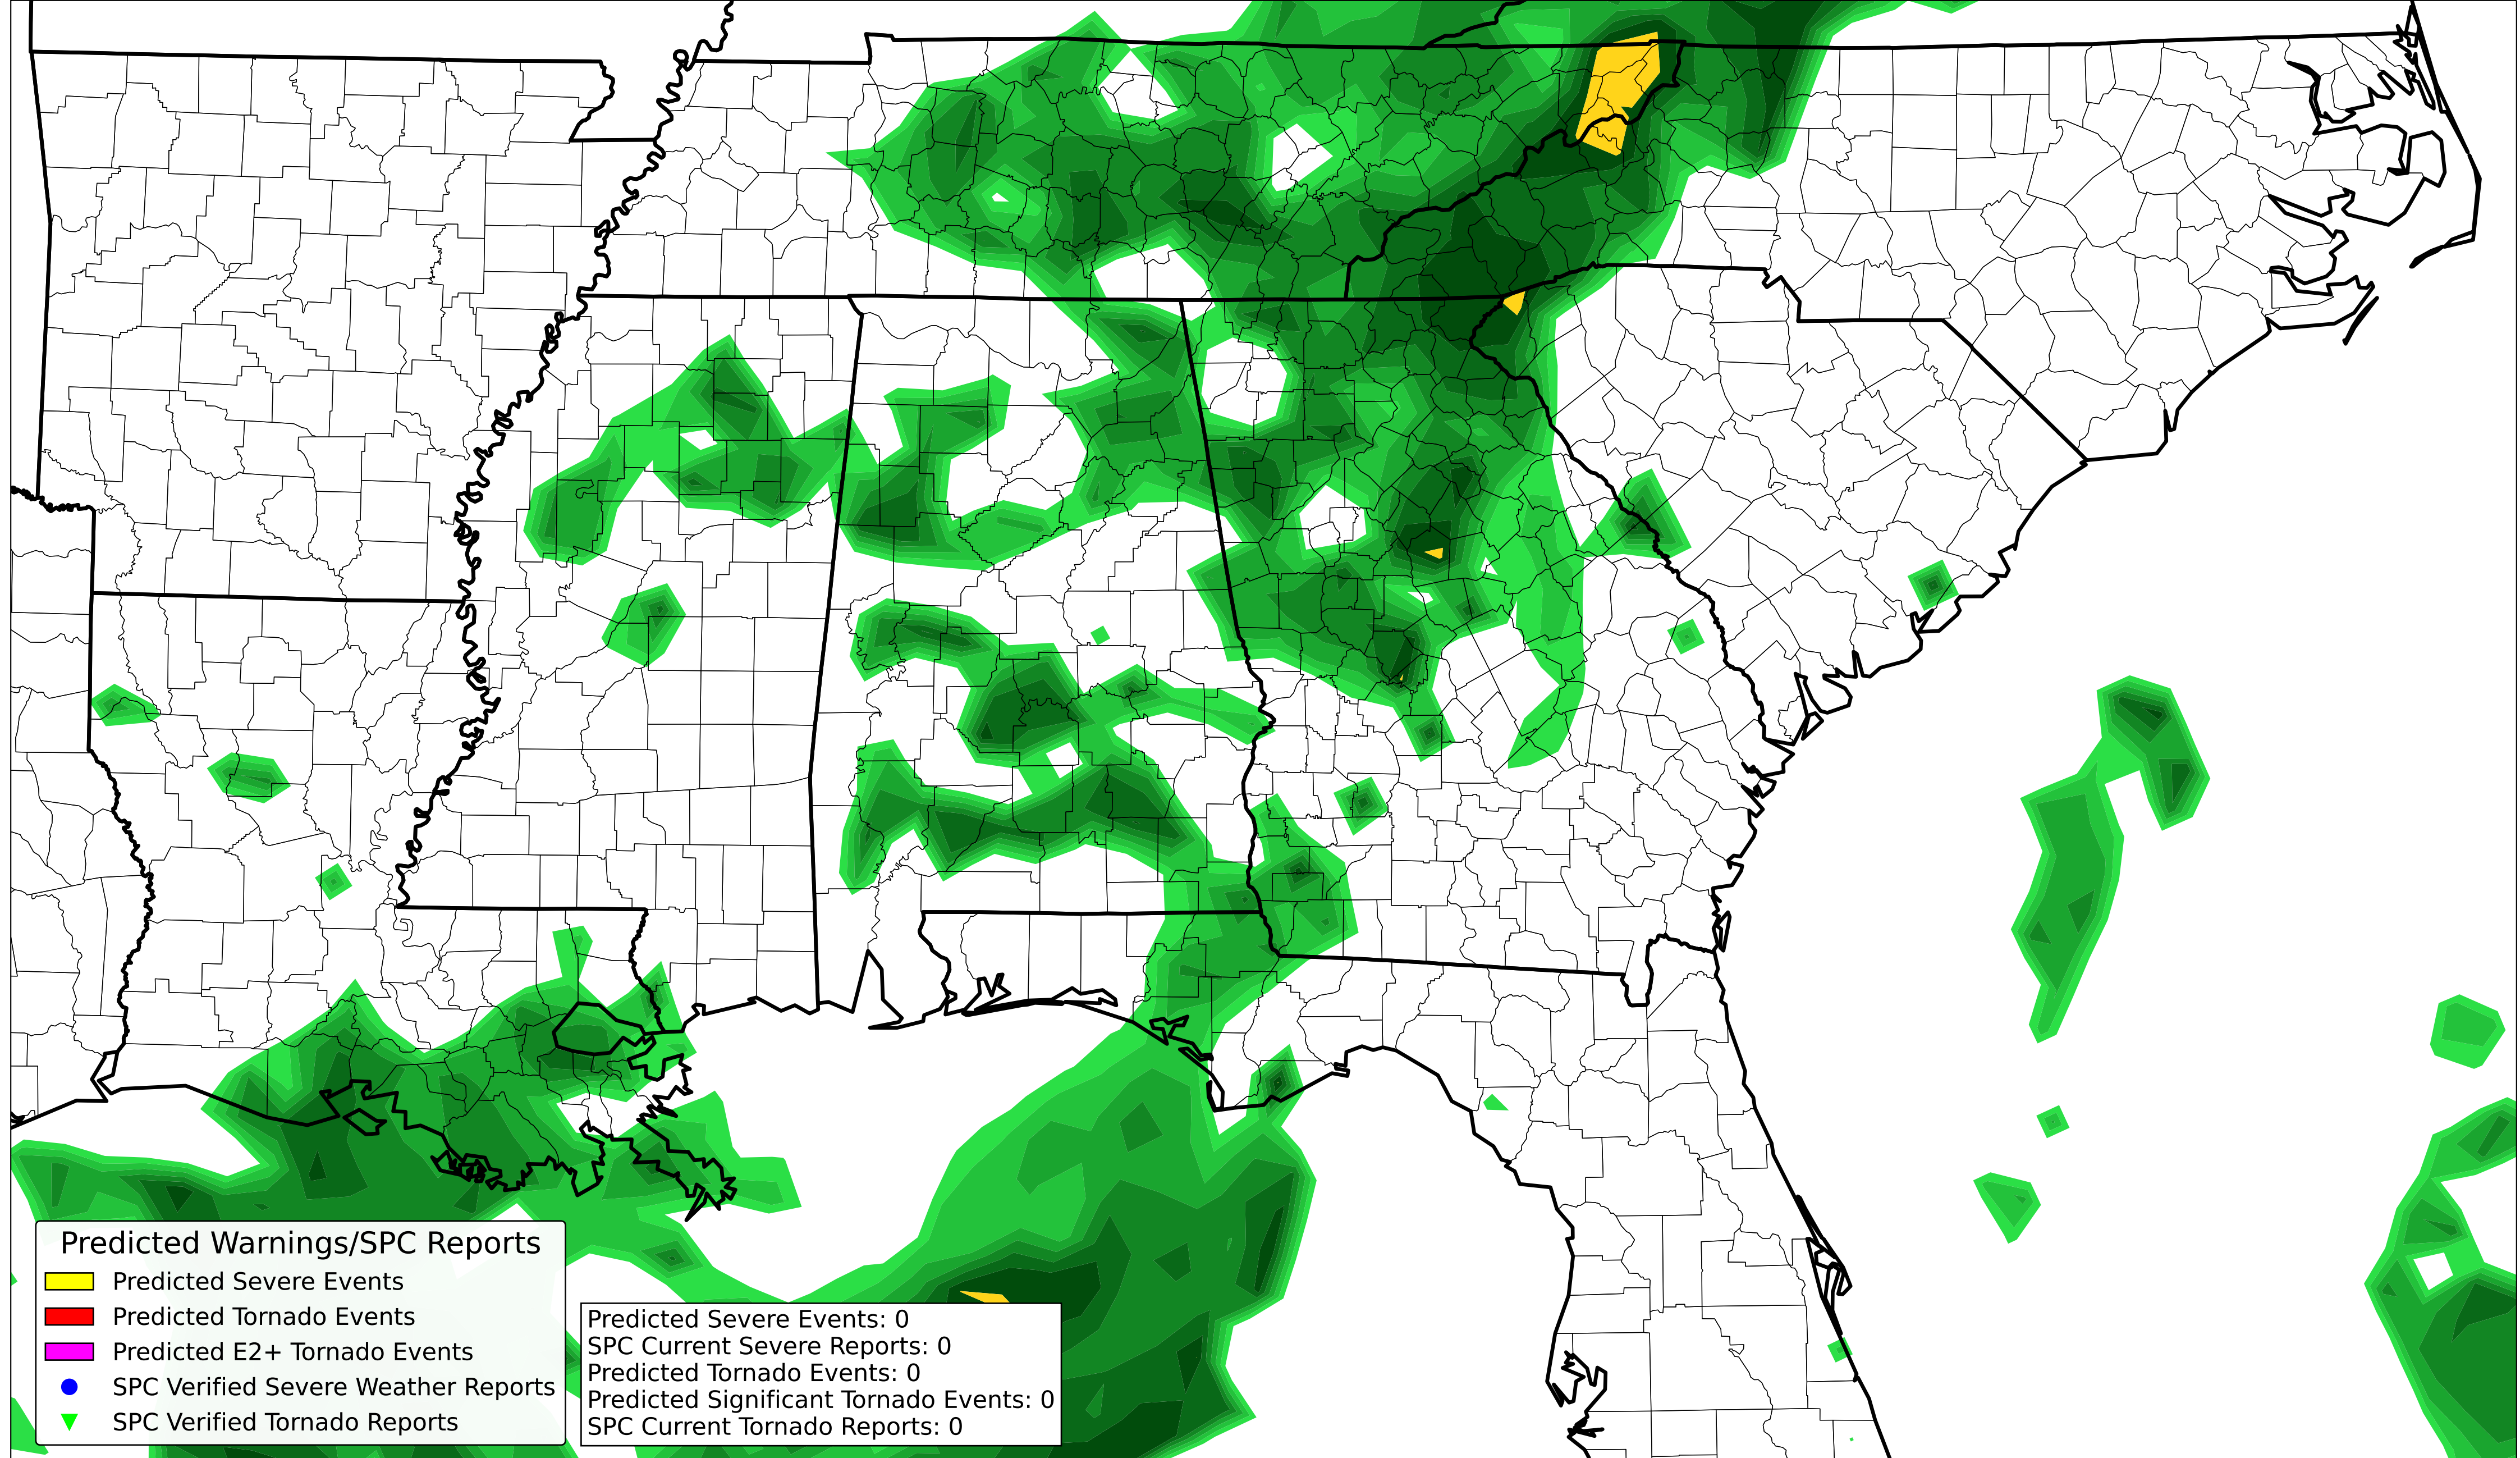 Predicted Warnings/SPC Reports
Predicted Severe Events
Predicted Tornado Events
Predicted E2+ Tornado Events
SPC Verified Severe Weather Reports
SPC Verified Tornado Reports
Predicted Severe Events: 0
SPC Current Severe Reports: 0
Predicted Tornado Events: 0
Predicted Significant Tornado Events: 0
SPC Current Tornado Reports: 0